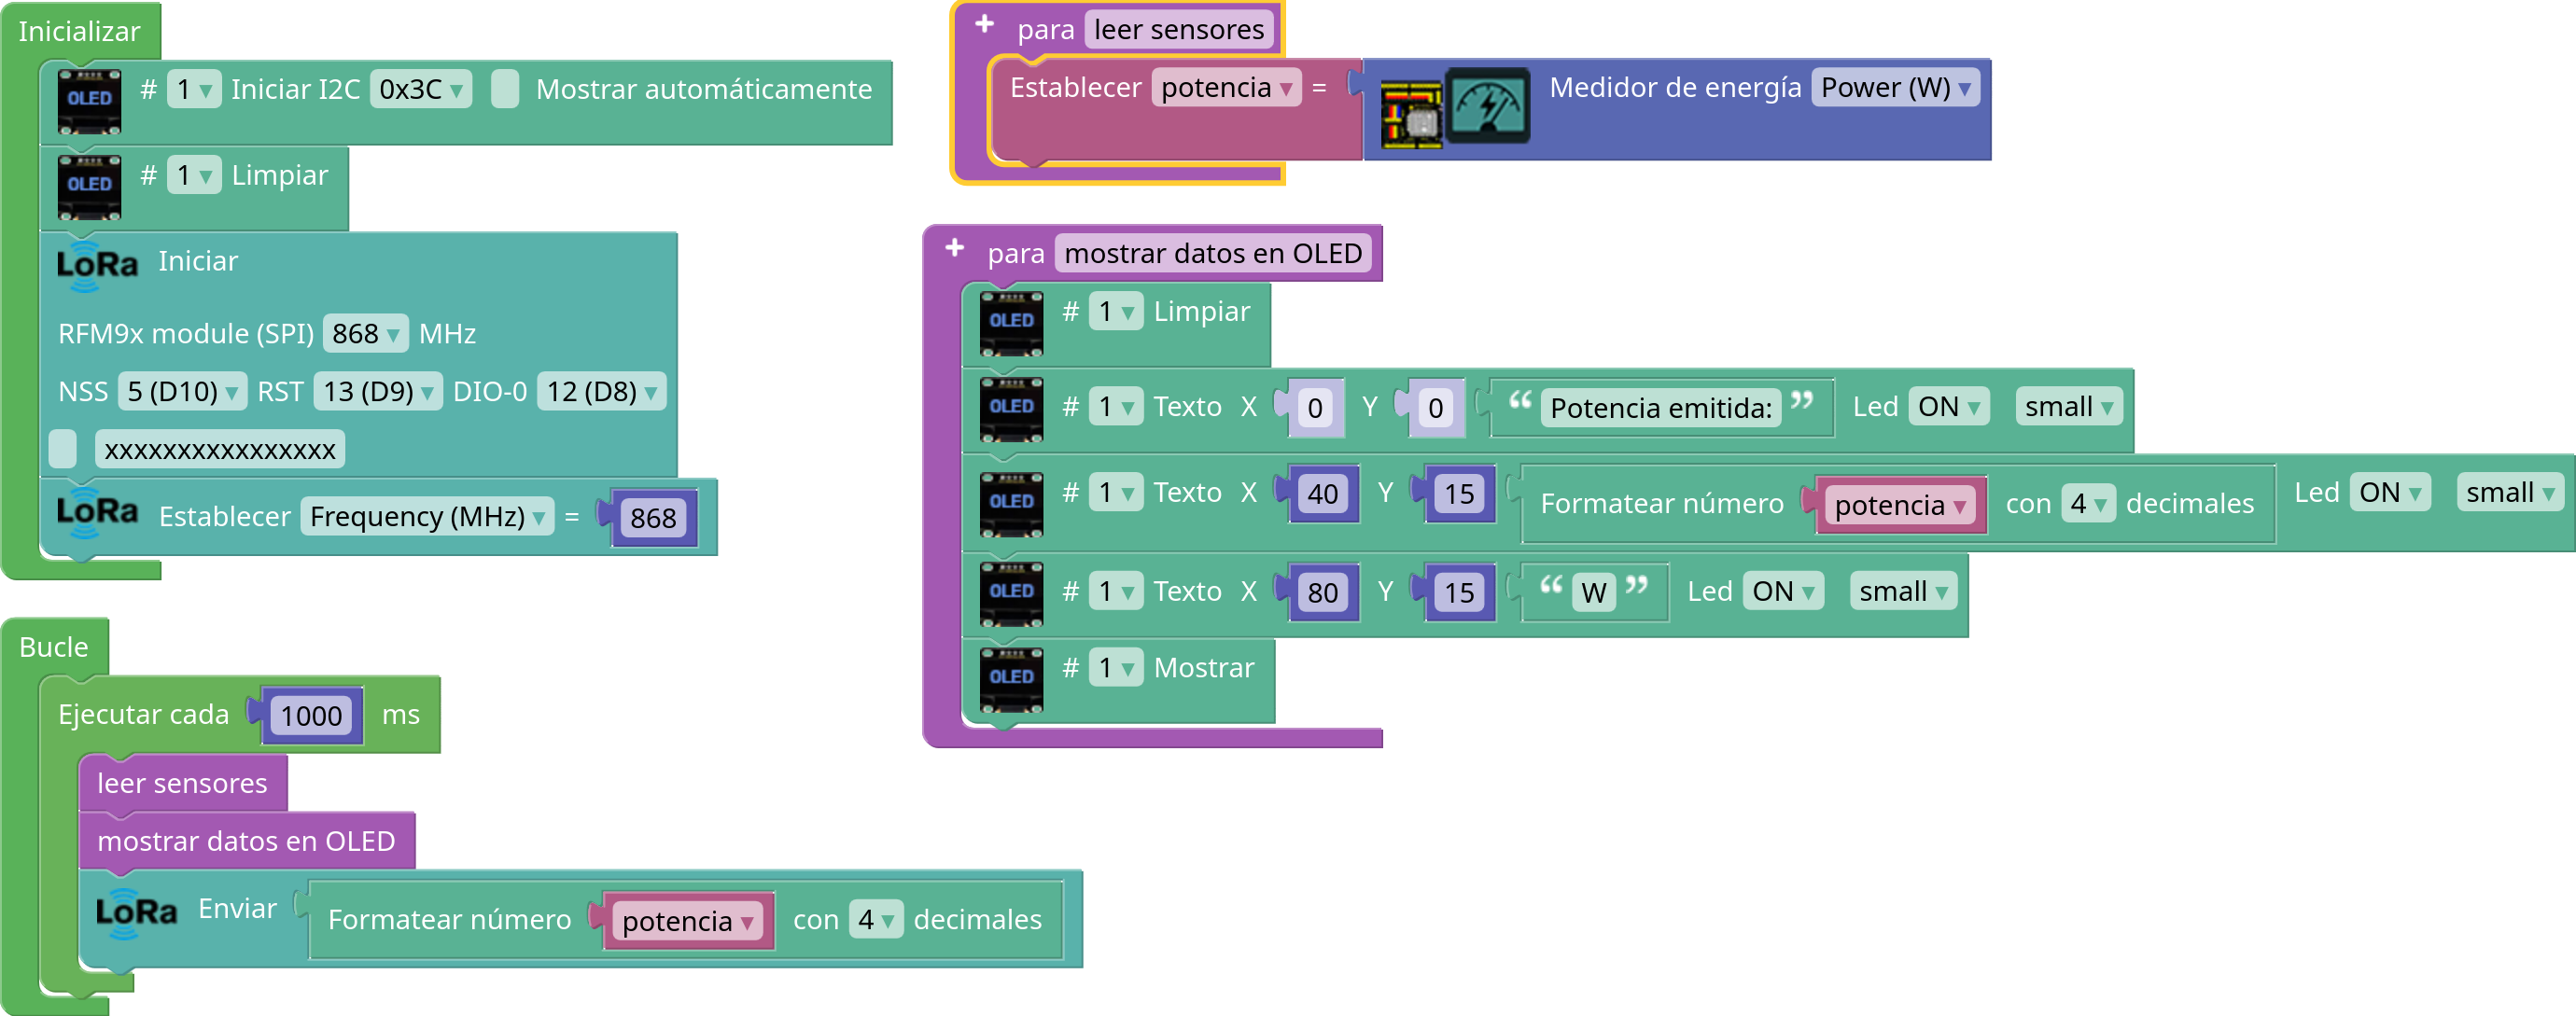 Inicializar
OLED # 1 Iniciar I2C 0x3C Mostrar automáticamente
OLED # 1 Limpiar
LoRa Iniciar
RFM9x module (SPI) 868 MHz
NSS 5 (D10) RST 13 (D9) DIO-0 12 (D8)
xxxxxxxxxxxxxxxx
LoRa Establecer Frequency (MHz) = 868
Bucle
Ejecutar cada 1000 ms
leer sensores
mostrar datos en OLED
LoRa Enviar Formatear número potencia con 4 decimales
+ para leer sensores
Establecer potencia = Medidor de energía Power (W)
+ para mostrar datos en OLED
OLED # 1 Limpiar
OLED # 1 Texto X 0 Y 0 “ Potencia emitida: ” Led ON small
OLED # 1 Texto X 40 Y 15 Formatear número potencia con 4 decimales Led ON small
OLED # 1 Texto X 80 Y 15 “ W ” Led ON small
OLED # 1 Mostrar